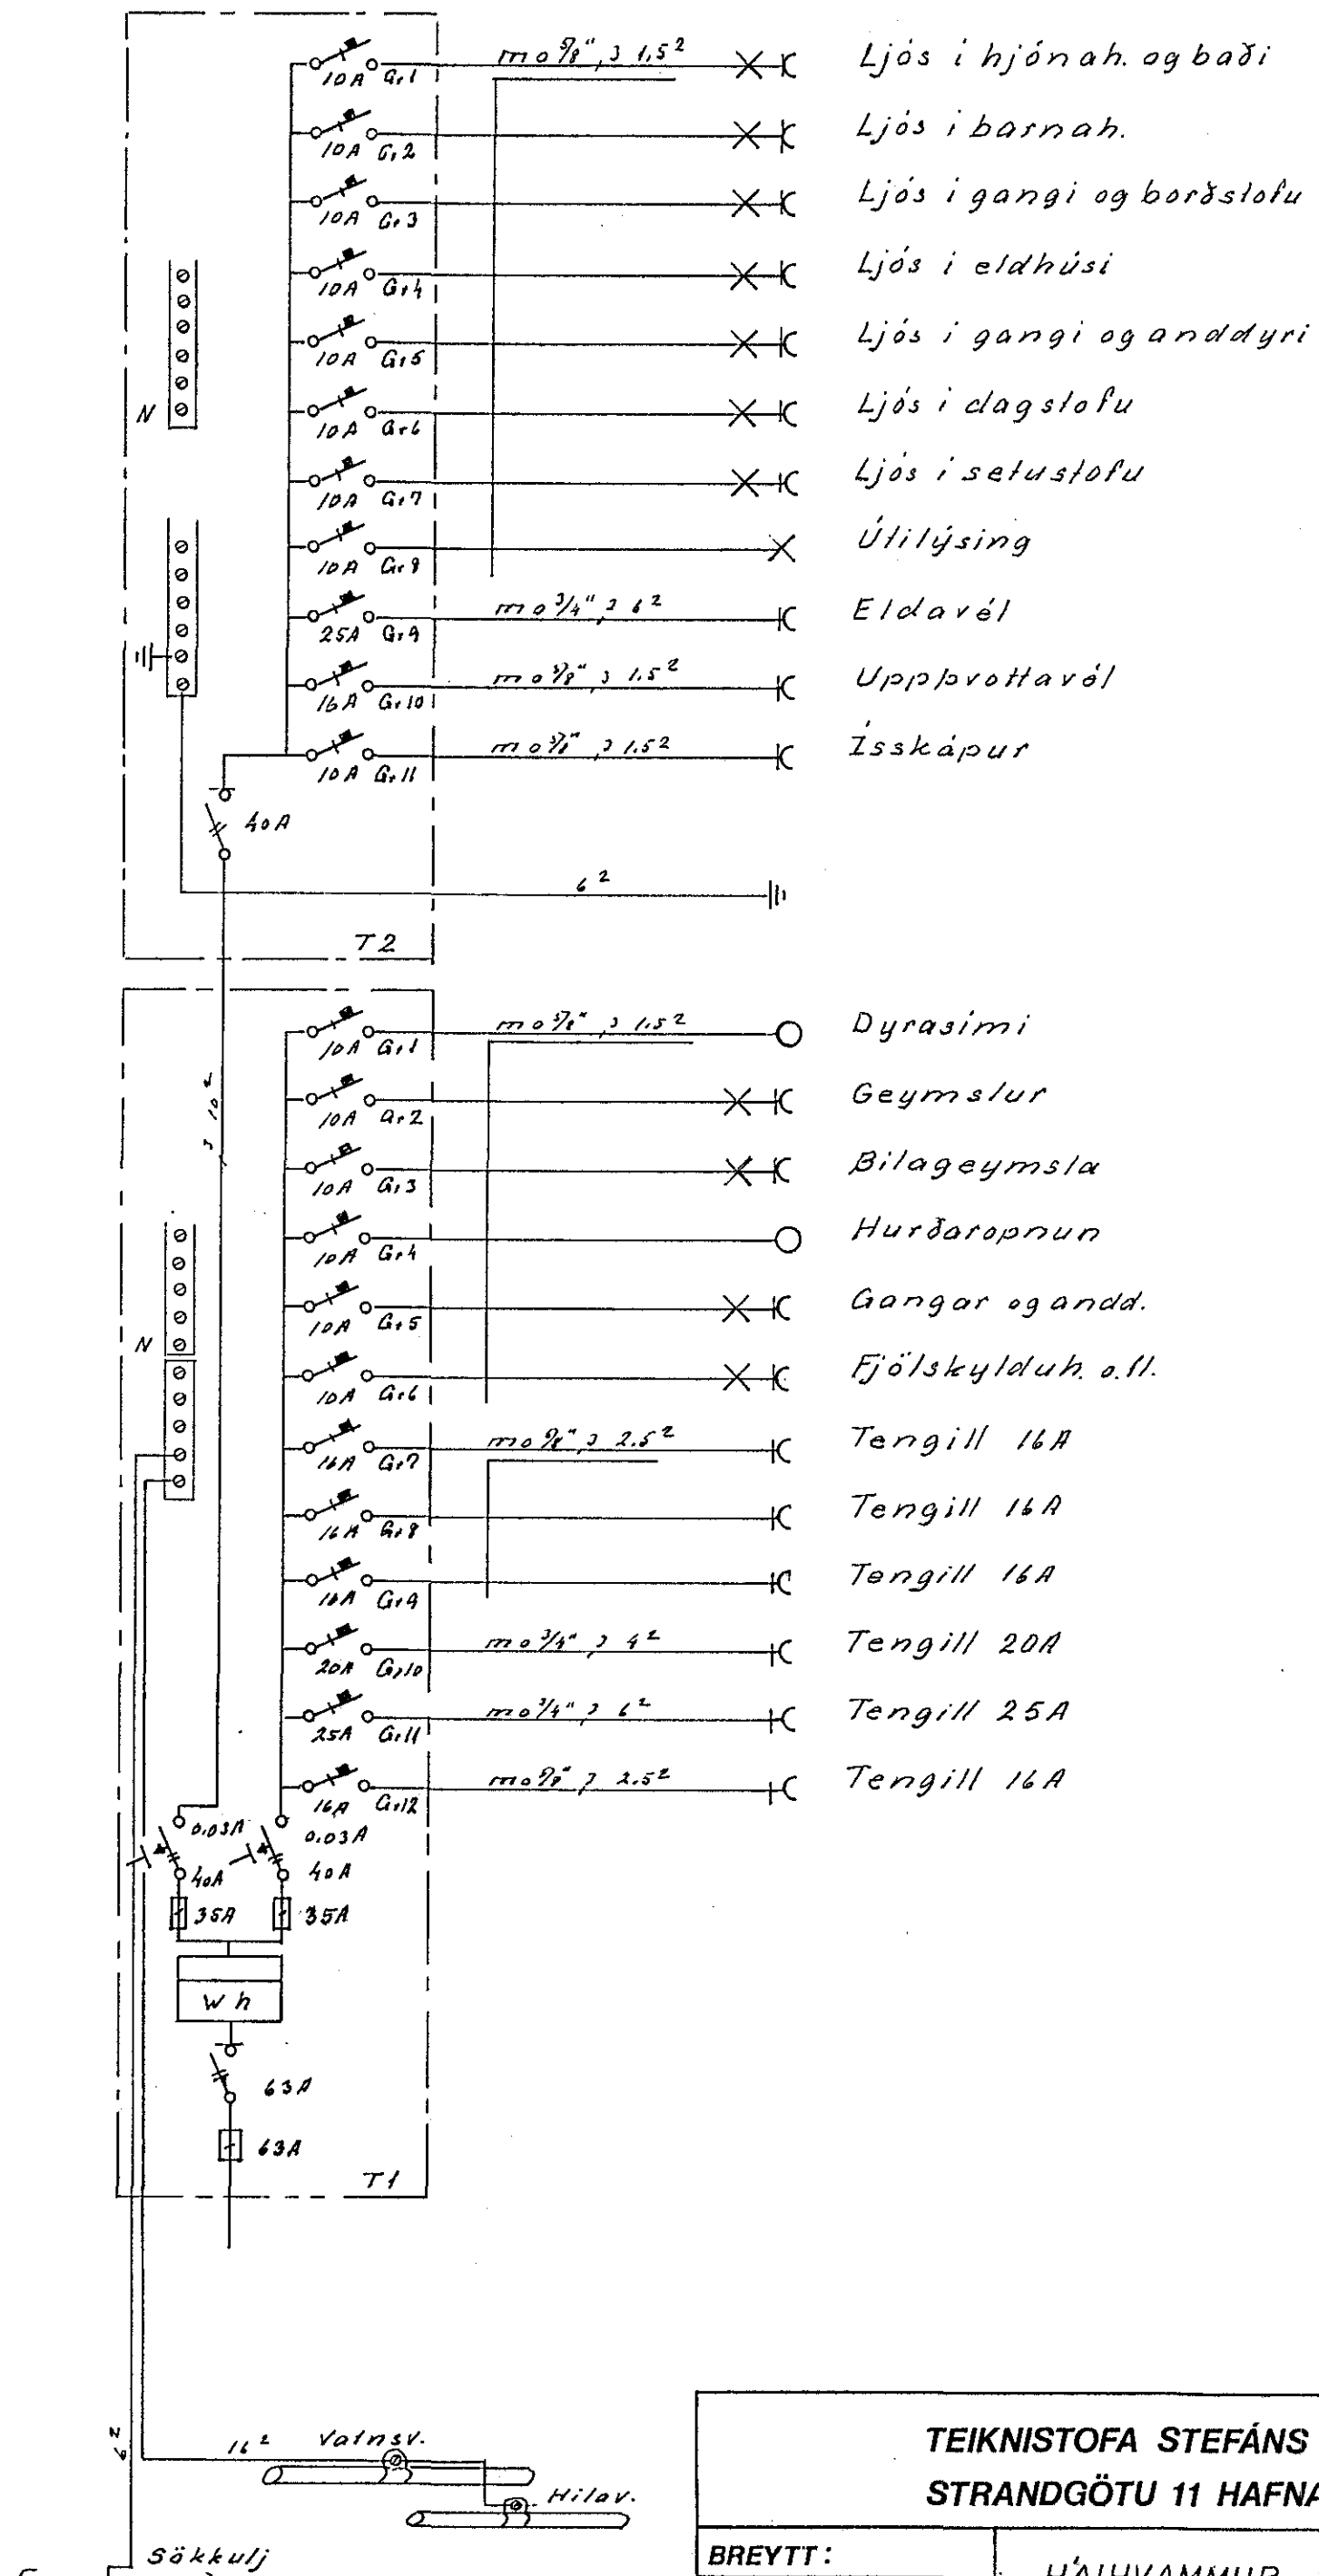 mo 5/8", 3 1.5² Ljós í hjónah. og baði
10A Gr1
Ljós í barnah.
10A Gr2
Ljós í gangi og borðstofu
10A Gr3
Ljós í eldhúsi
10A Gr4
Ljós í gangi og anddyri
10A Gr5
Ljós í dagstofu
N 10A Gr6
Ljós í setustofu
10A Gr7
Útilýsing
10A
mo 3/4", 3 6² Eldavél
25A Gr9
mo 5/8", 3 1.5² Uppþvottavél
16A Gr10
mo 5/8", 3 1.5² Ísskápur
10A Gr11
40A
6²
T2
mo 5/8", 3 1.5² Dyrasími
10A Gr1
3 10²
Geymslur
10A Gr2
Bílageymsla
10A Gr3
Hurðaropnun
10A Gr4
Gangar og andd.
10A Gr5
N
Fjölskylduh. o.fl.
10A Gr6
mo 5/8", 3 2.5² Tengill 16A
16A Gr7
Tengill 16A
16A Gr8
Tengill 16A
16A Gr9
mo 3/4", 3 4² Tengill 20A
20A Gr10
mo 3/4", 3 6² Tengill 25A
25A Gr11
mo 5/8", 3 2.5² Tengill 16A
16A Gr12
0.03A 0.03A
40A 40A
35A 35A
Wh
63A
63A
T1
6²
16² Vatnsv.
Hitav.
Sökkulj
TEIKNISTOFA STEFÁNS
STRANDGÖTU 11 HAFNA
BREYTT: